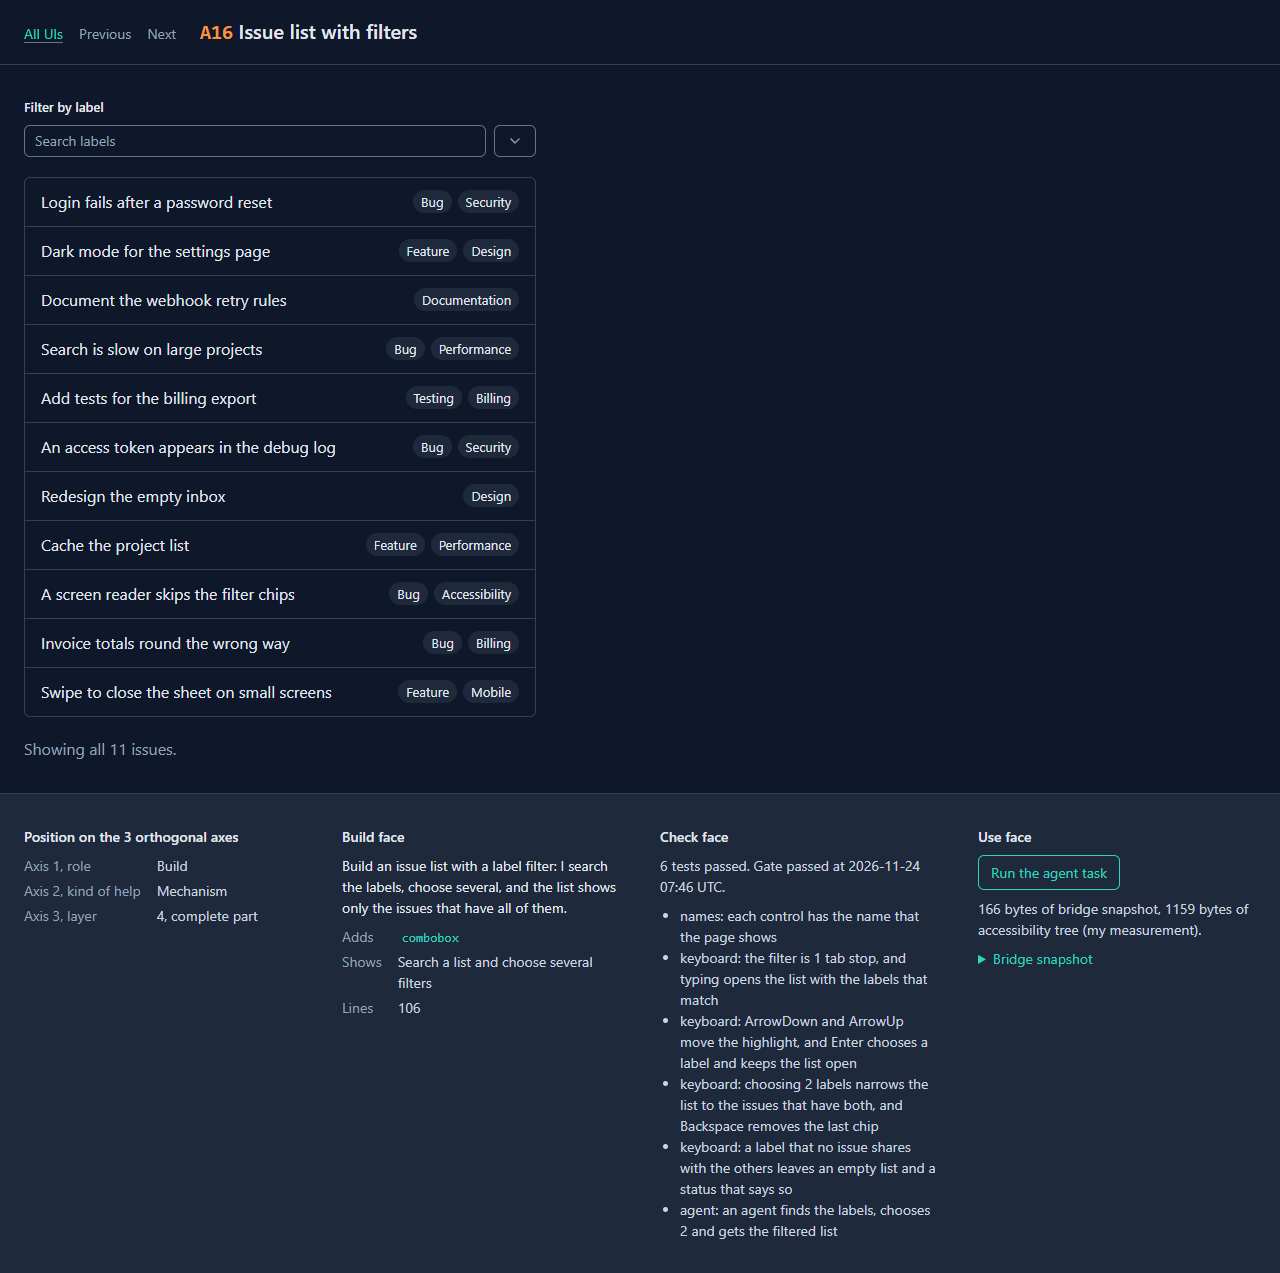 All UIs Previous Next A16 Issue list with filters
Filter by label
Search labels
Login fails after a password reset Bug Security
Dark mode for the settings page Feature Design
Document the webhook retry rules Documentation
Search is slow on large projects Bug Performance
Add tests for the billing export Testing Billing
An access token appears in the debug log Bug Security
Redesign the empty inbox Design
Cache the project list Feature Performance
A screen reader skips the filter chips Bug Accessibility
Invoice totals round the wrong way Bug Billing
Swipe to close the sheet on small screens Feature Mobile
Showing all 11 issues.
Position on the 3 orthogonal axes
Axis 1, role Build
Axis 2, kind of help Mechanism
Axis 3, layer 4, complete part
Build face
Build an issue list with a label filter: I search
the labels, choose several, and the list shows
only the issues that have all of them.
Adds combobox
Shows Search a list and choose several
filters
Lines 106
Check face
6 tests passed. Gate passed at 2026-11-24
07:46 UTC.
• names: each control has the name that
the page shows
• keyboard: the filter is 1 tab stop, and
typing opens the list with the labels that
match
• keyboard: ArrowDown and ArrowUp
move the highlight, and Enter chooses a
label and keeps the list open
• keyboard: choosing 2 labels narrows the
list to the issues that have both, and
Backspace removes the last chip
• keyboard: a label that no issue shares
with the others leaves an empty list and a
status that says so
• agent: an agent finds the labels, chooses
2 and gets the filtered list
Use face
Run the agent task
166 bytes of bridge snapshot, 1159 bytes of
accessibility tree (my measurement).
Bridge snapshot